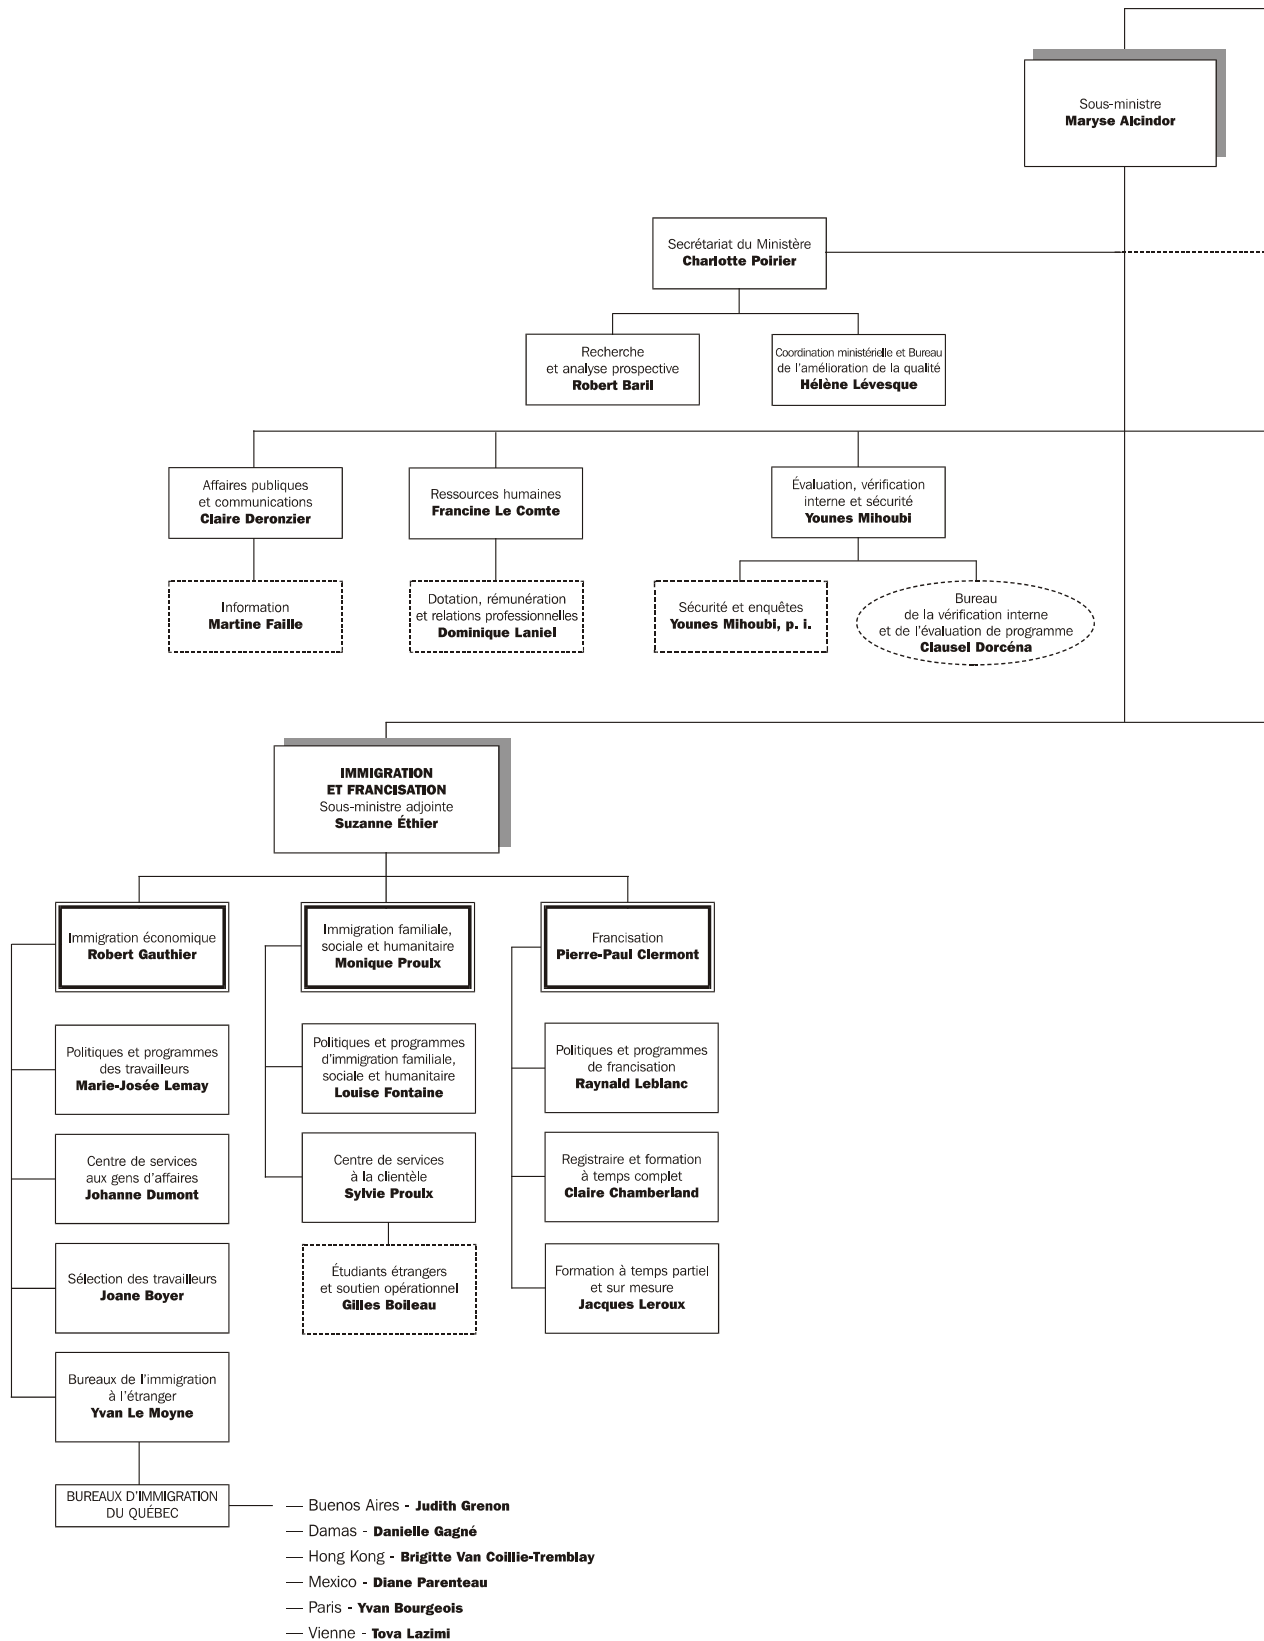 Sous-ministre
Maryse Alcindor
Secrétariat du Ministère
Charlotte Poirier
Recherche
et analyse prospective
Robert Baril
Coordination ministérielle et Bureau
de l'amélioration de la qualité
Hélène Lévesque
Affaires publiques
et communications
Claire Deronzier
Ressources humaines
Francine Le Comte
Évaluation, vérification
interne et sécurité
Younes Mihoubi
Information
Martine Faille
Dotation, rémunération
et relations professionnelles
Dominique Laniel
Sécurité et enquêtes
Younes Mihoubi, p. i.
Bureau
de la vérification interne
et de l'évaluation de programme
Clausel Dorcéna
IMMIGRATION
ET FRANCISATION
Sous-ministre adjointe
Suzanne Éthier
Immigration économique
Robert Gauthier
Immigration familiale,
sociale et humanitaire
Monique Proulx
Francisation
Pierre-Paul Clermont
Politiques et programmes
des travailleurs
Marie-Josée Lemay
Politiques et programmes
d'immigration familiale,
sociale et humanitaire
Louise Fontaine
Politiques et programmes
de francisation
Raynald Leblanc
Centre de services
aux gens d'affaires
Johanne Dumont
Centre de services
à la clientèle
Sylvie Proulx
Registraire et formation
à temps complet
Claire Chamberland
Sélection des travailleurs
Joane Boyer
Étudiants étrangers
et soutien opérationnel
Gilles Boileau
Formation à temps partiel
et sur mesure
Jacques Leroux
Bureaux de l'immigration
à l'étranger
Yvan Le Moyne
BUREAUX D'IMMIGRATION
DU QUÉBEC
— Buenos Aires - Judith Grenon
— Damas - Danielle Gagné
— Hong Kong - Brigitte Van Coillie-Tremblay
— Mexico - Diane Parenteau
— Paris - Yvan Bourgeois
— Vienne - Tova Lazimi